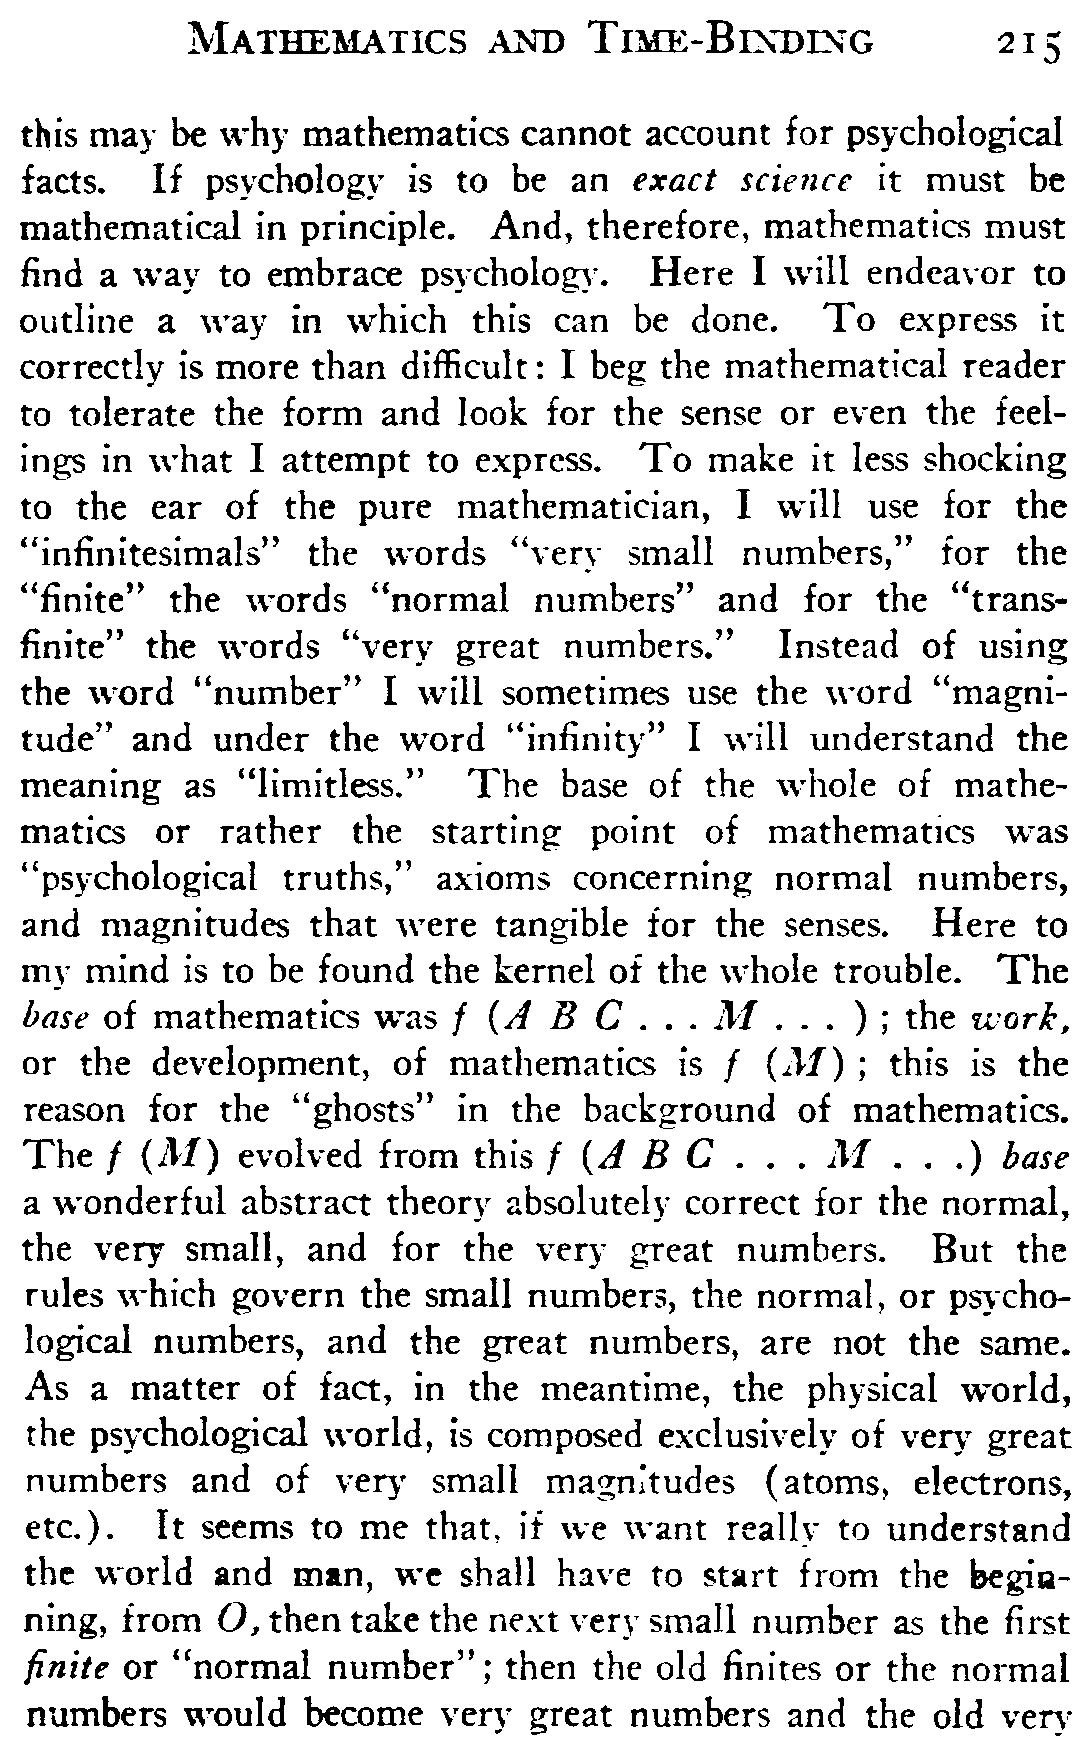 MATHEMATICS AND TIME-BINDING 215
this may be why mathematics cannot account for psychological
facts. If psychology is to be an exact science it must be
mathematical in principle. And, therefore, mathematics must
find a way to embrace psychology. Here I will endeavor to
outline a way in which this can be done. To express it
correctly is more than difficult: I beg the mathematical reader
to tolerate the form and look for the sense or even the feel-
ings in what I attempt to express. To make it less shocking
to the ear of the pure mathematician, I will use for the
“infinitesimals” the words “very small numbers,” for the
“finite” the words “normal numbers” and for the “trans-
finite” the words “very great numbers.” Instead of using
the word “number” I will sometimes use the word “magni-
tude” and under the word “infinity” I will understand the
meaning as “limitless.” The base of the whole of mathe-
matics or rather the starting point of mathematics was
“psychological truths,” axioms concerning normal numbers,
and magnitudes that were tangible for the senses. Here to
my mind is to be found the kernel of the whole trouble. The
base of mathematics was f (A B C . . . M . . . ) ; the work,
or the development, of mathematics is f (M) ; this is the
reason for the “ghosts” in the background of mathematics.
The f (M) evolved from this f (A B C . . . M . . .) base
a wonderful abstract theory absolutely correct for the normal,
the very small, and for the very great numbers. But the
rules which govern the small numbers, the normal, or psycho-
logical numbers, and the great numbers, are not the same.
As a matter of fact, in the meantime, the physical world,
the psychological world, is composed exclusively of very great
numbers and of very small magnitudes (atoms, electrons,
etc.). It seems to me that, if we want really to understand
the world and man, we shall have to start from the begin-
ning, from O, then take the next very small number as the first
finite or “normal number”; then the old finites or the normal
numbers would become very great numbers and the old very